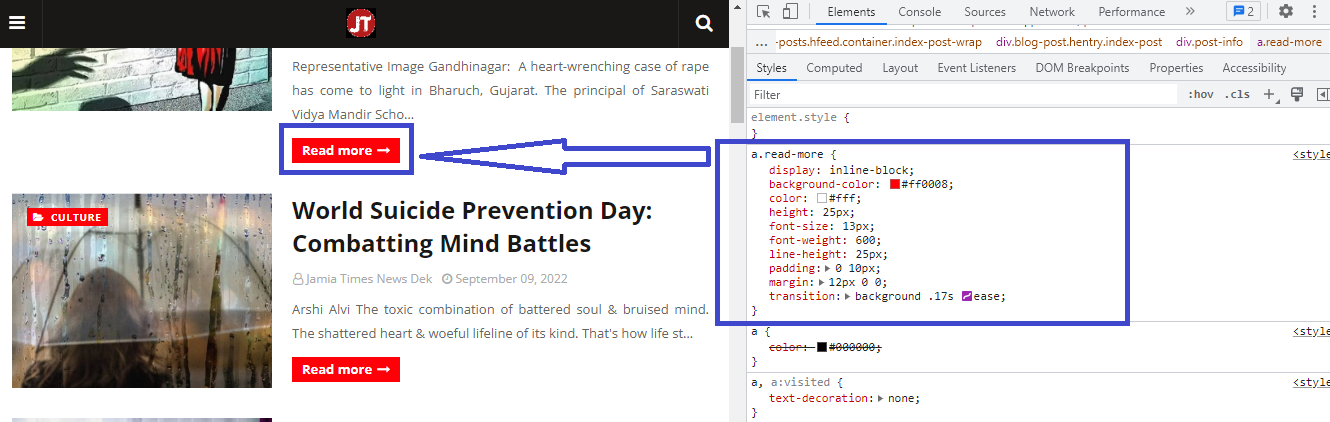 JT
Representative Image Gandhinagar: A heart-wrenching case of rape
has come to light in Bharuch, Gujarat. The principal of Saraswati
Vidya Mandir Scho...
Read more
CULTURE
World Suicide Prevention Day:
Combatting Mind Battles
Jamia Times News Dek September 09, 2022
Arshi Alvi The toxic combination of battered soul & bruised mind.
The shattered heart & woeful lifeline of its kind. That's how life st...
Read more
Elements Console Sources Network Performance » 2
... -posts.hfeed.container.index-post-wrap div.blog-post.hentry.index-post div.post-info a.read-more
Styles Computed Layout Event Listeners DOM Breakpoints Properties Accessibility
Filter :hov .cls +
element.style {
}
a.read-more { <style
display: inline-block;
background-color: #ff0008;
color: #fff;
height: 25px;
font-size: 13px;
font-weight: 600;
line-height: 25px;
padding: 0 10px;
margin: 12px 0 0;
transition: background .17s ease;
}
a { <style
color: #000000;
}
a, a:visited { <style
text-decoration: none;
}